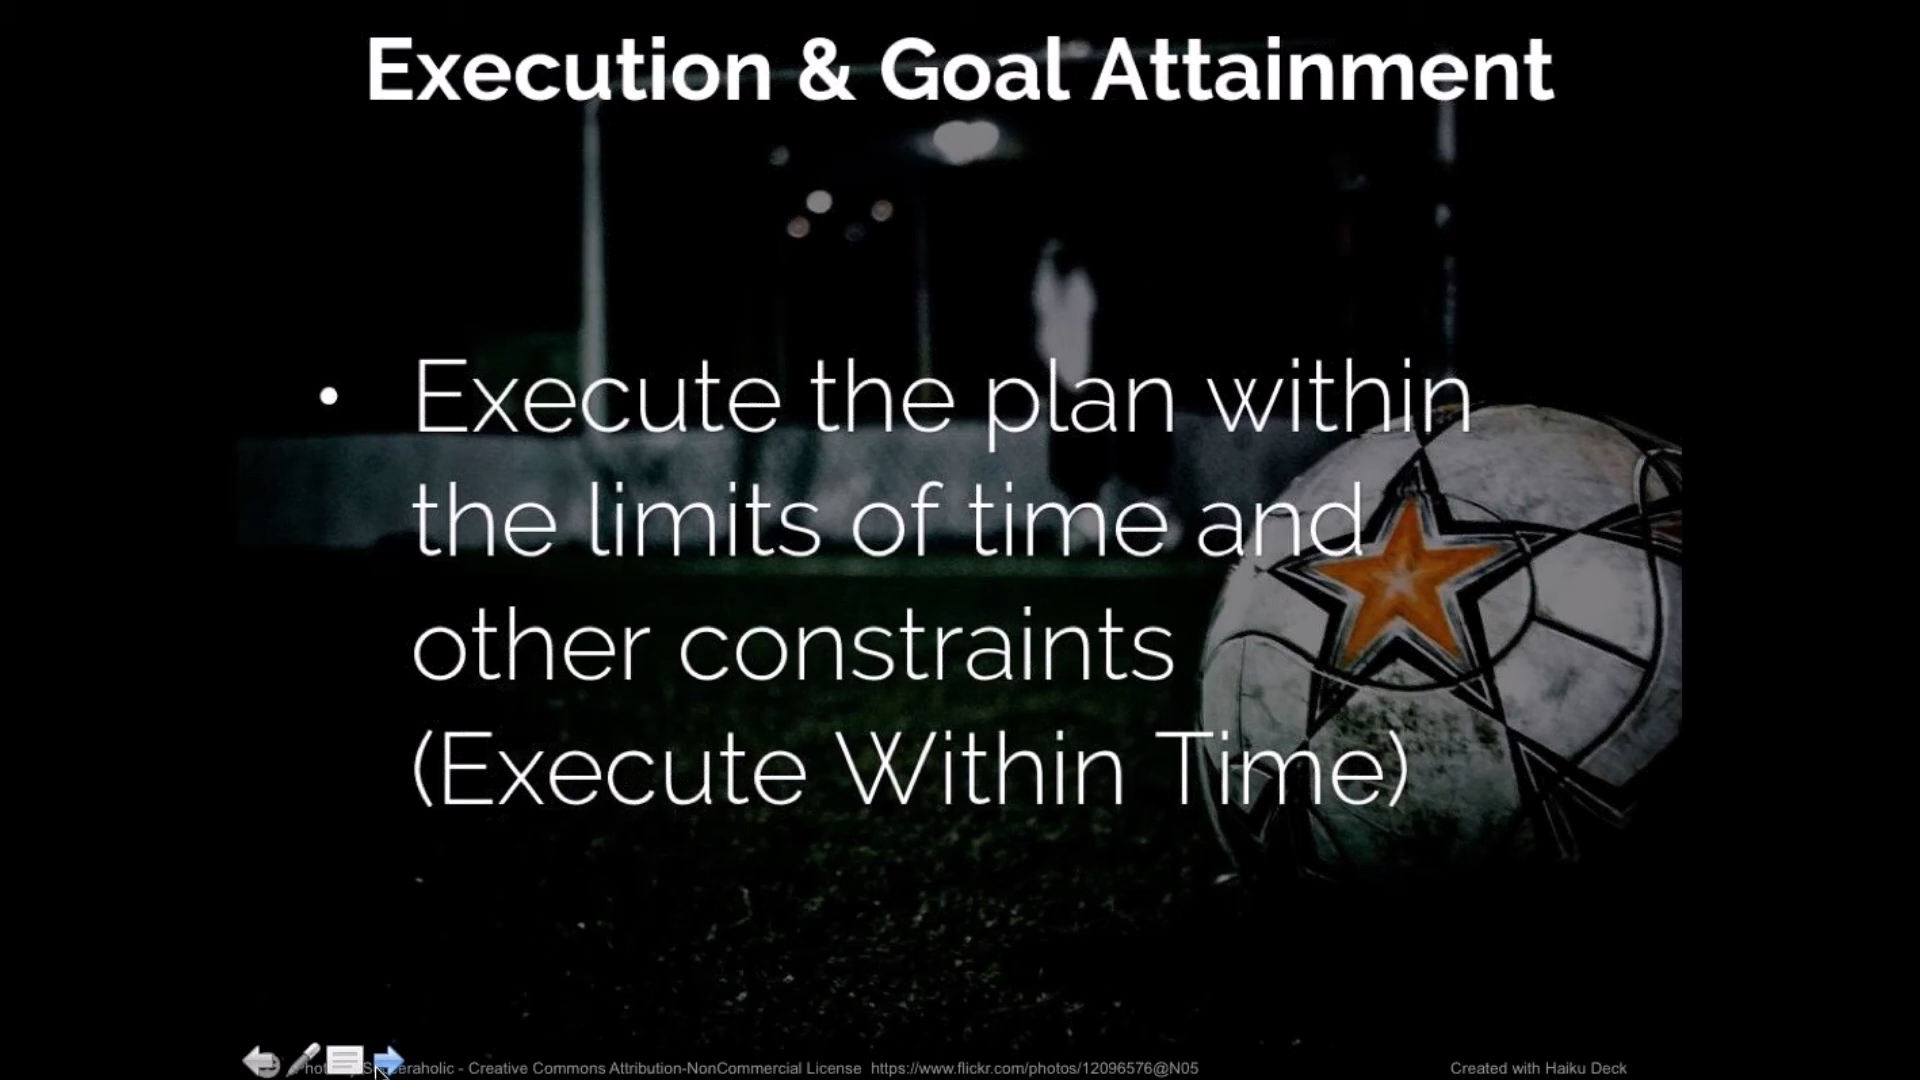 Execution & Goal Attainment
• Execute the plan within
the limits of time and
other constraints
(Execute Within Time)
- Creative Commons Attribution-NonCommercial License https://www.flickr.com/photos/12096576@N05
Created with Haiku Deck